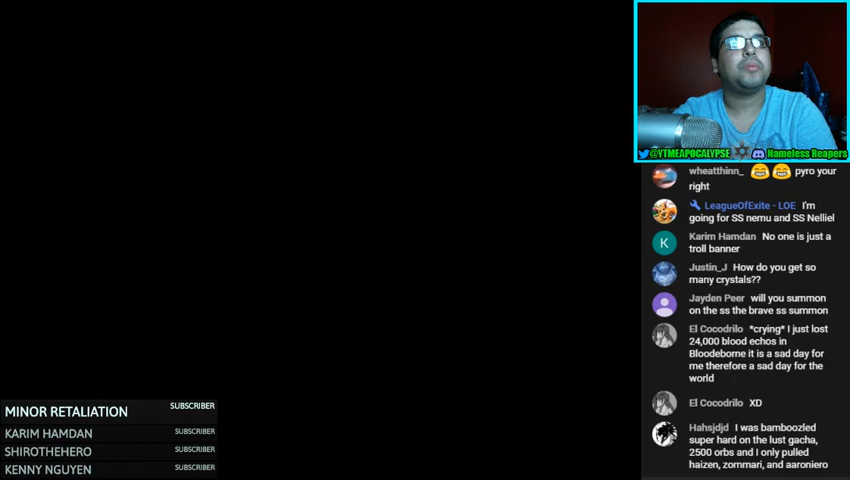 @YTMEAPOCALYPSE Nameless Reapers
wheatthinn_ 😂😂 pyro your
right
LeagueOfExite - LOE I'm
going for SS nemu and SS Nelliel
K Karim Hamdan No one is just a
troll banner
Justin_J How do you get so
many crystals??
Jayden Peer will you summon
on the ss the brave ss summon
El Cocodrilo *crying* I just lost
24,000 blood echos in
Bloodeborne it is a sad day for
me therefore a sad day for the
world
El Cocodrilo XD
Hahsjdjd I was bamboozled
super hard on the lust gacha,
2500 orbs and I only pulled
haizen, zommari, and aaroniero
MINOR RETALIATION SUBSCRIBER
KARIM HAMDAN SUBSCRIBER
SHIROTHEHERO SUBSCRIBER
KENNY NGUYEN SUBSCRIBER